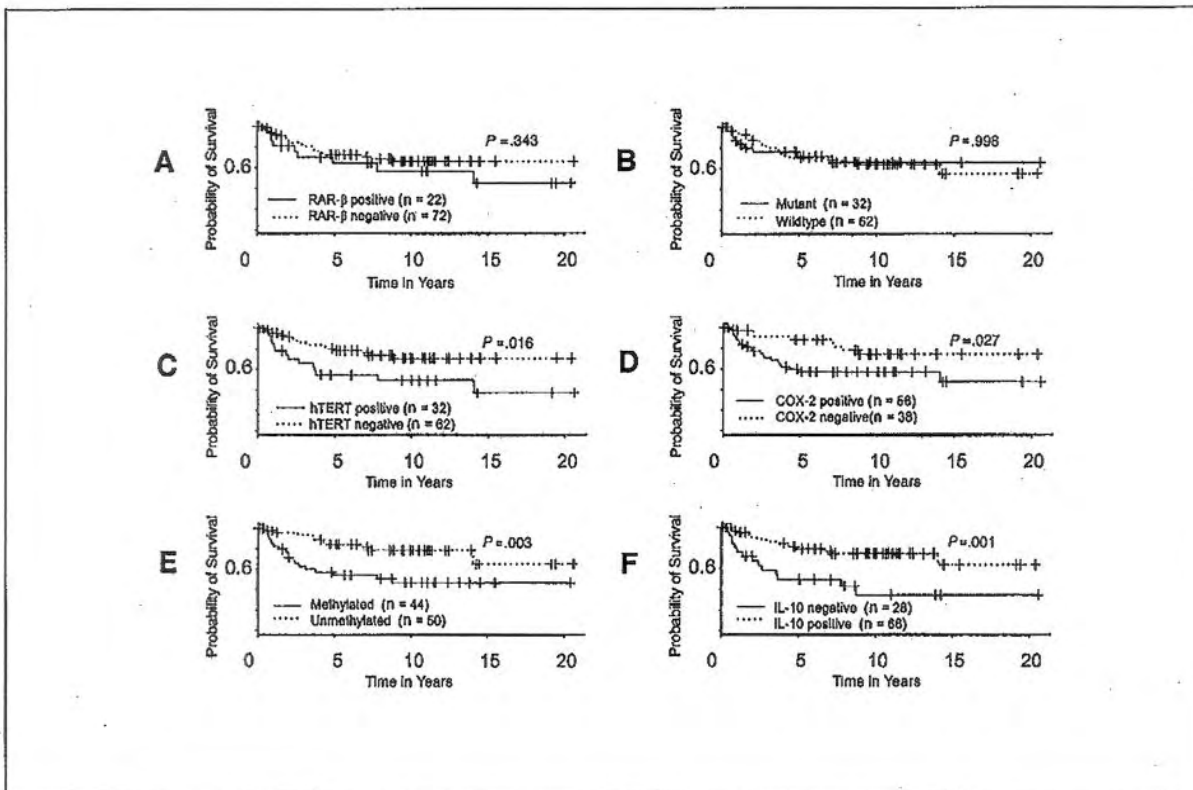 A
Probability of Survival
0.6
P =.343
RAR-β positive (n = 22)
RAR-β negative (n = 72)
0 5 10 15 20
Time in Years
B
Probability of Survival
0.6
P =.998
Mutant (n = 32)
Wildtype (n = 62)
0 5 10 15 20
Time in Years
C
Probability of Survival
0.6
P =.016
hTERT positive (n = 32)
hTERT negative (n = 62)
0 5 10 15 20
Time in Years
D
Probability of Survival
0.6
P =.027
COX-2 positive (n = 56)
COX-2 negative(n = 38)
0 5 10 15 20
Time in Years
E
Probability of Survival
0.6
P =.003
Methylated (n = 44)
Unmethylated (n = 50)
0 5 10 15 20
Time in Years
F
Probability of Survival
0.6
P =.001
IL-10 negative (n = 28)
IL-10 positive (n = 66)
0 5 10 15 20
Time in Years